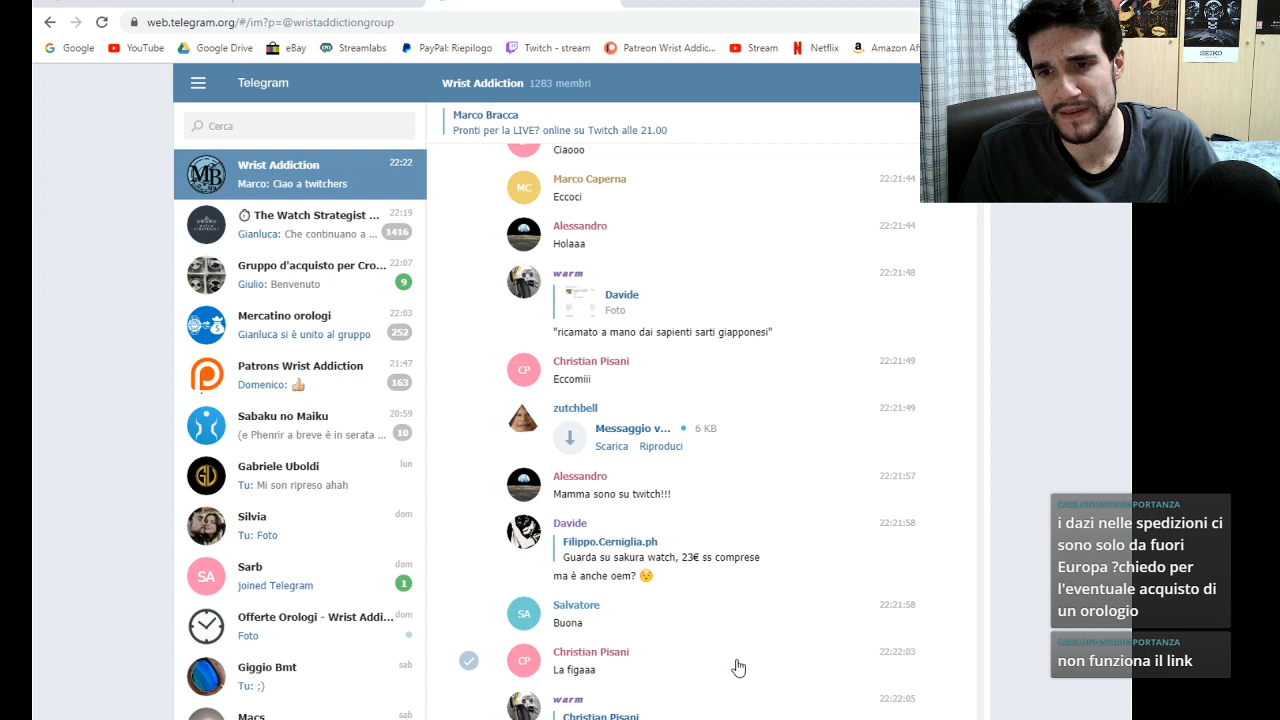 web.telegram.org/#/im?p=@wristaddictiongroup
Google
YouTube
Google Drive
eBay
Streamlabs
PayPal: Riepilogo
Twitch - stream
Patreon Wrist Addic...
Stream
Netflix
Amazon Af
SEIKO
Telegram
Wrist Addiction 1283 membri
Cerca
Marco Bracca
Pronti per la LIVE? online su Twitch alle 21.00
Wrist Addiction 22:22
Marco: Ciao a twitchers
The Watch Strategist ... 22:19
Gianluca: Che continuano a ... 1416
Gruppo d'acquisto per Cro... 22:07
Giulio: Benvenuto 9
Mercatino orologi 22:03
Gianluca si è unito al gruppo 252
Patrons Wrist Addiction 21:47
Domenico: 👍🏼 163
Sabaku no Maiku 20:59
(e Phenrir a breve è in serata ... 10
Gabriele Uboldi lun
Tu: Mi son ripreso ahah
Silvia dom
Tu: Foto
SA
Sarb dom
joined Telegram 1
Offerte Orologi - Wrist Addi... dom
Foto
Giggio Bmt sab
Tu: ;)
Macs sab
Ciaooo
MC
Marco Caperna 22:21:44
Eccoci
Alessandro 22:21:44
Holaaa
warm 22:21:48
Davide
Foto
"ricamato a mano dai sapienti sarti giapponesi"
CP
Christian Pisani 22:21:49
Eccomiii
zutchbell 22:21:49
Messaggio v... 6 KB
Scarica Riproduci
Alessandro 22:21:57
Mamma sono su twitch!!!
Davide 22:21:58
Filippo.Cerniglia.ph
Guarda su sakura watch, 23€ ss comprese
ma è anche oem? 😚
SA
Salvatore 22:21:58
Buona
CP
Christian Pisani 22:22:03
La figaaa
warm 22:22:05
Christian Pisani
i dazi nelle spedizioni ci
sono solo da fuori
Europa ?chiedo per
l'eventuale acquisto di
un orologio
non funziona il link